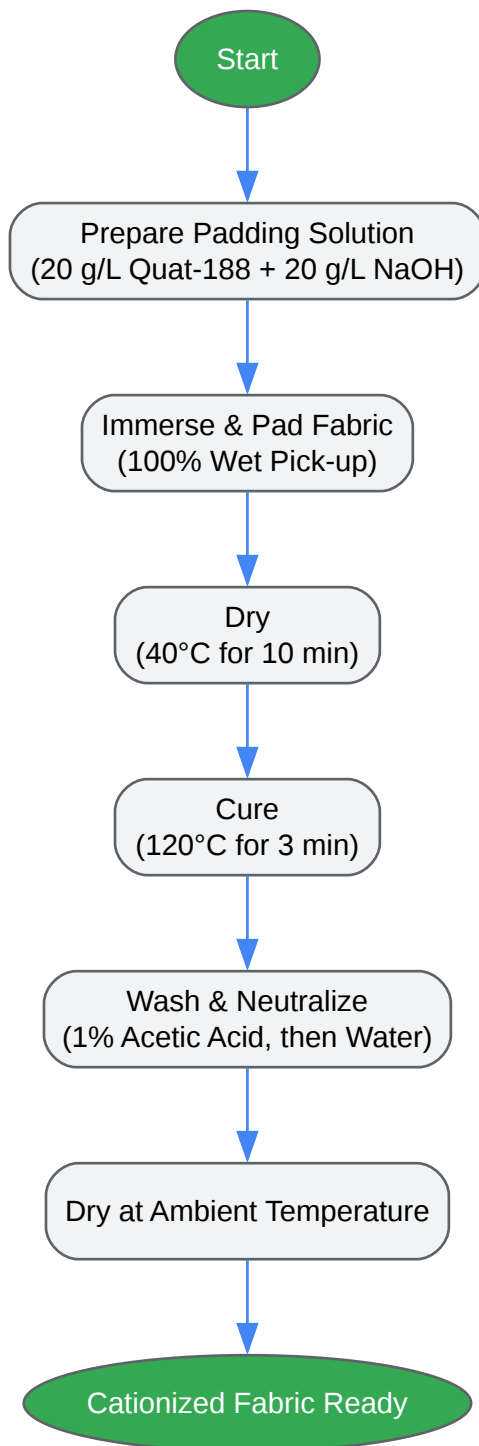 Start
Prepare Padding Solution
(20 g/L Quat-188 + 20 g/L NaOH)
Immerse & Pad Fabric
(100% Wet Pick-up)
Dry
(40°C for 10 min)
Cure
(120°C for 3 min)
Wash & Neutralize
(1% Acetic Acid, then Water)
Dry at Ambient Temperature
Cationized Fabric Ready